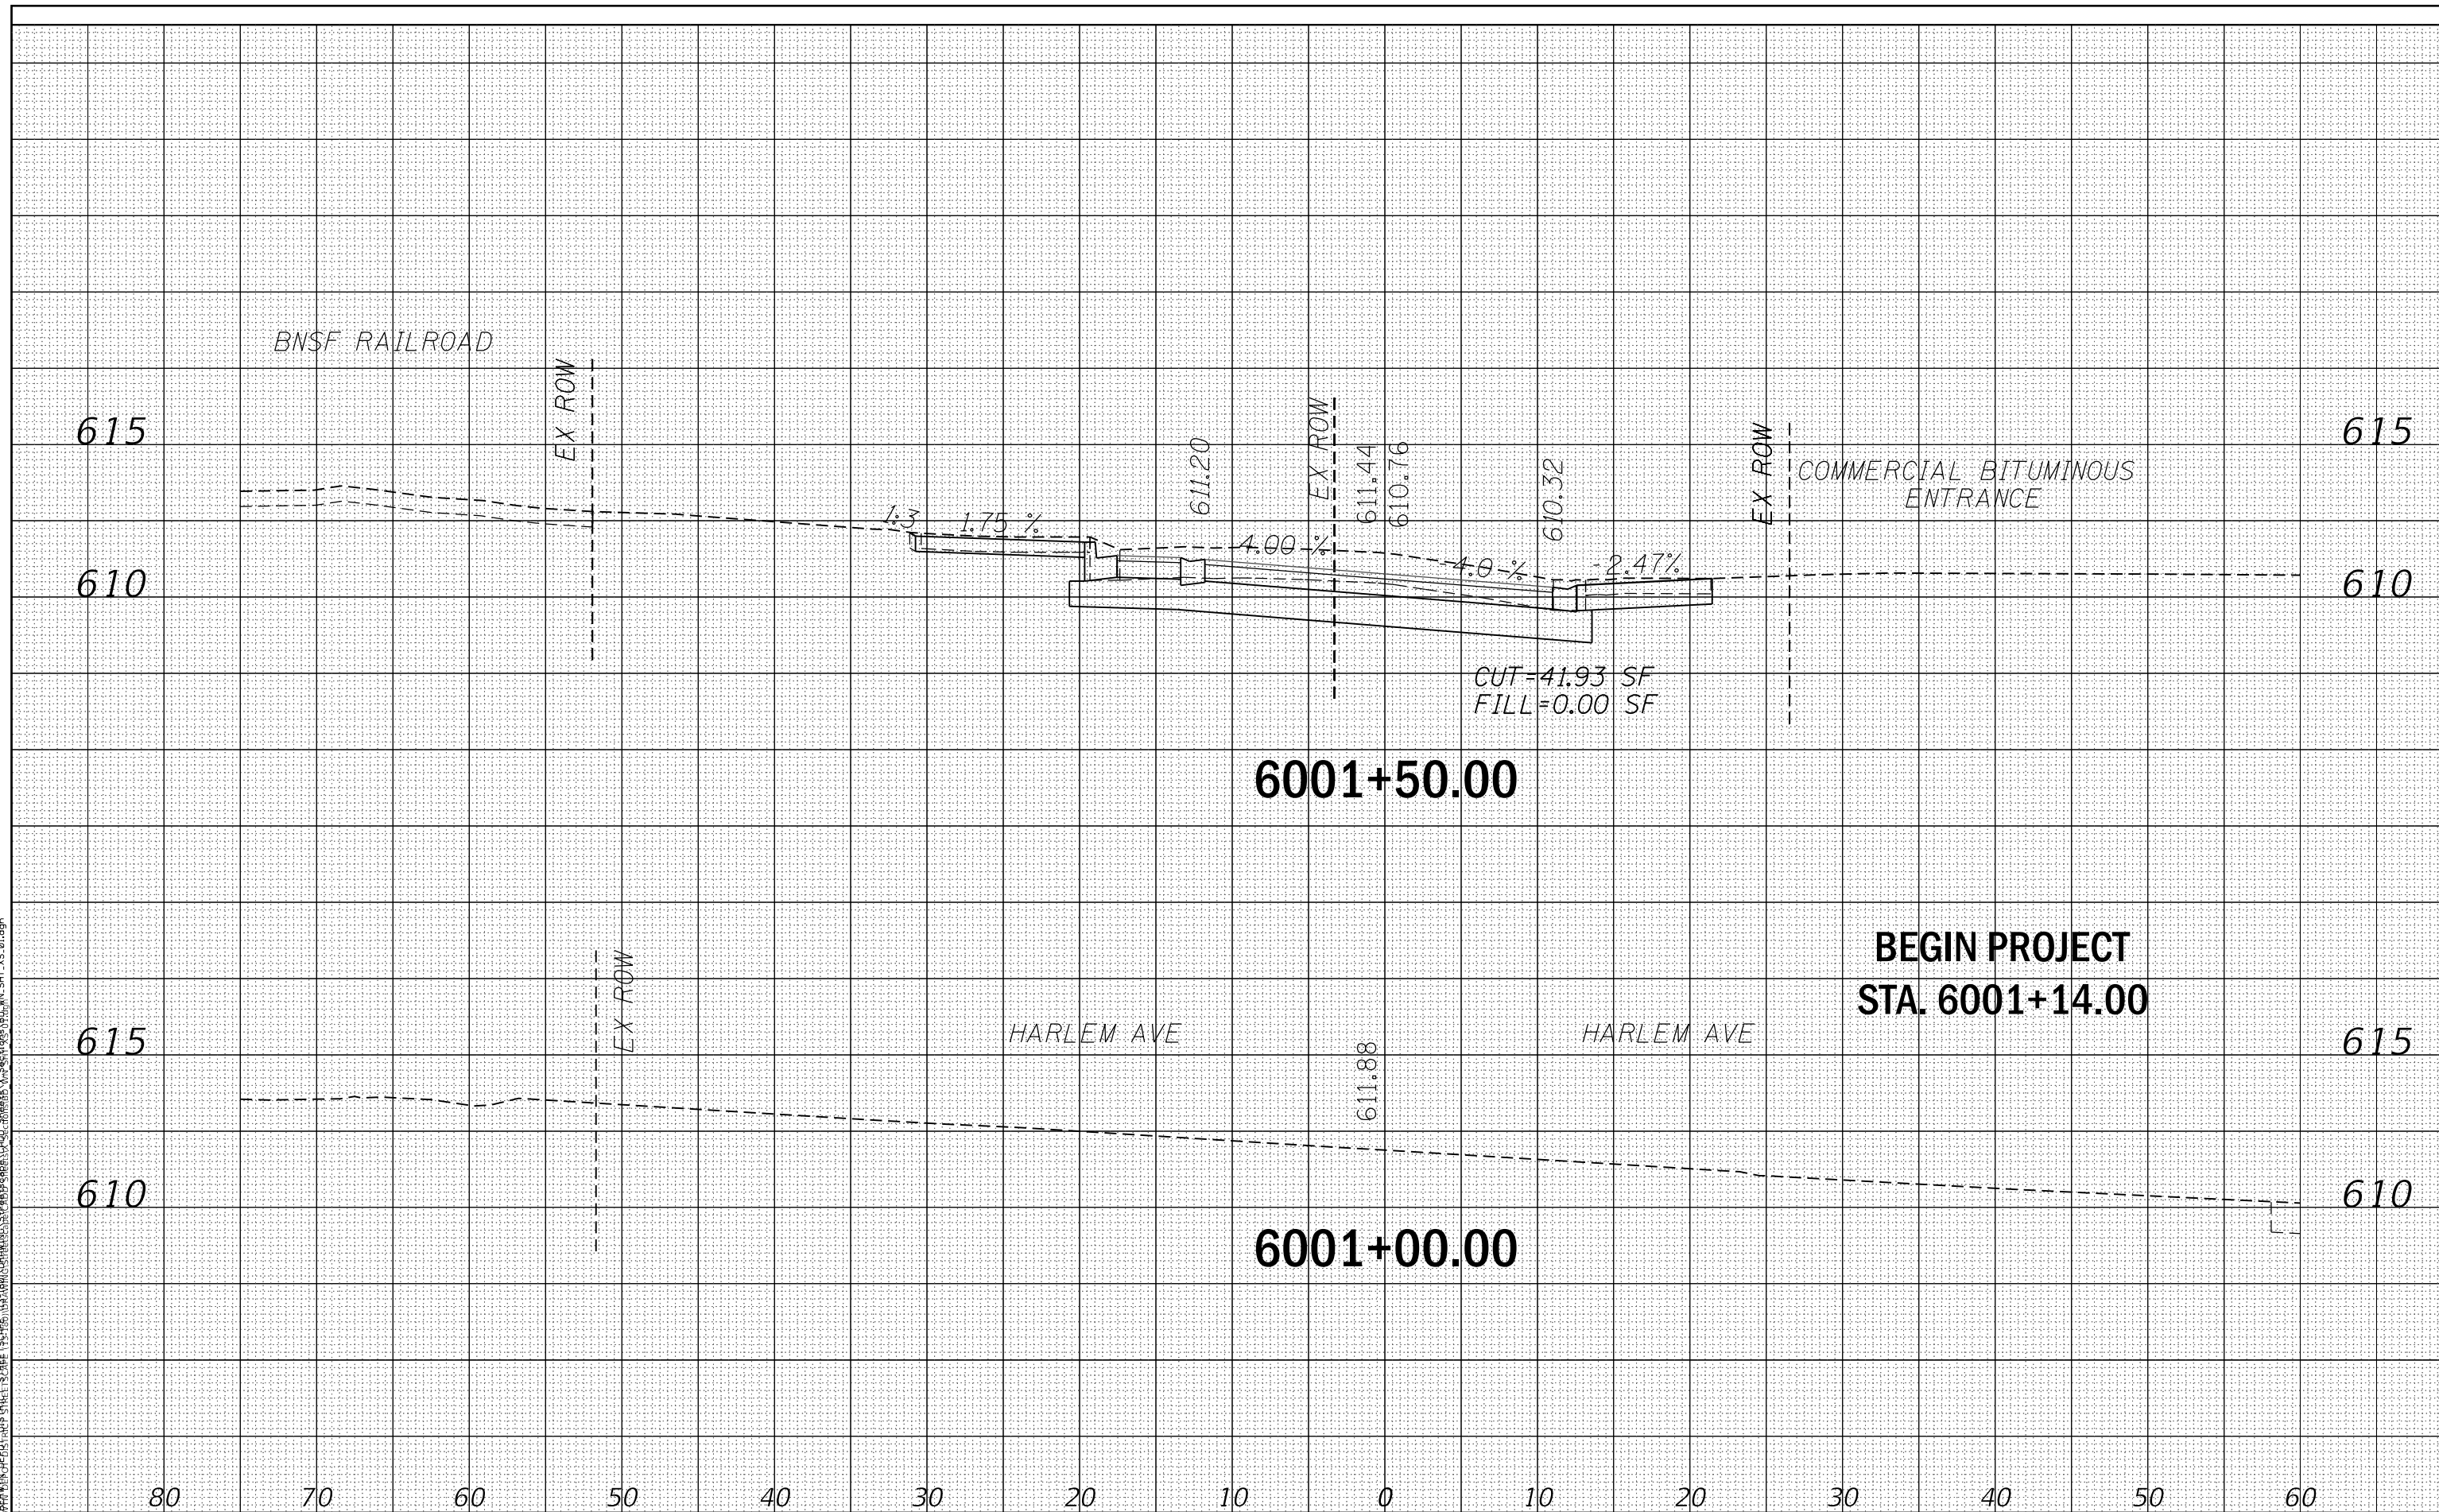 BNSF RAILROAD
EX ROW
615
611.20
EX ROW
611.44
610.76
610.32
EX ROW
COMMERCIAL BITUMINOUS
ENTRANCE
615
1:3
1.75 %
4.00 %
-4.0 %
-2.47%
610
610
CUT=41.93 SF
FILL=0.00 SF
6001+50.00
BEGIN PROJECT
STA. 6001+14.00
EX ROW
615
HARLEM AVE
611.88
HARLEM AVE
615
610
610
6001+00.00
80 70 60 50 40 30 20 10 0 10 20 30 40 50 60